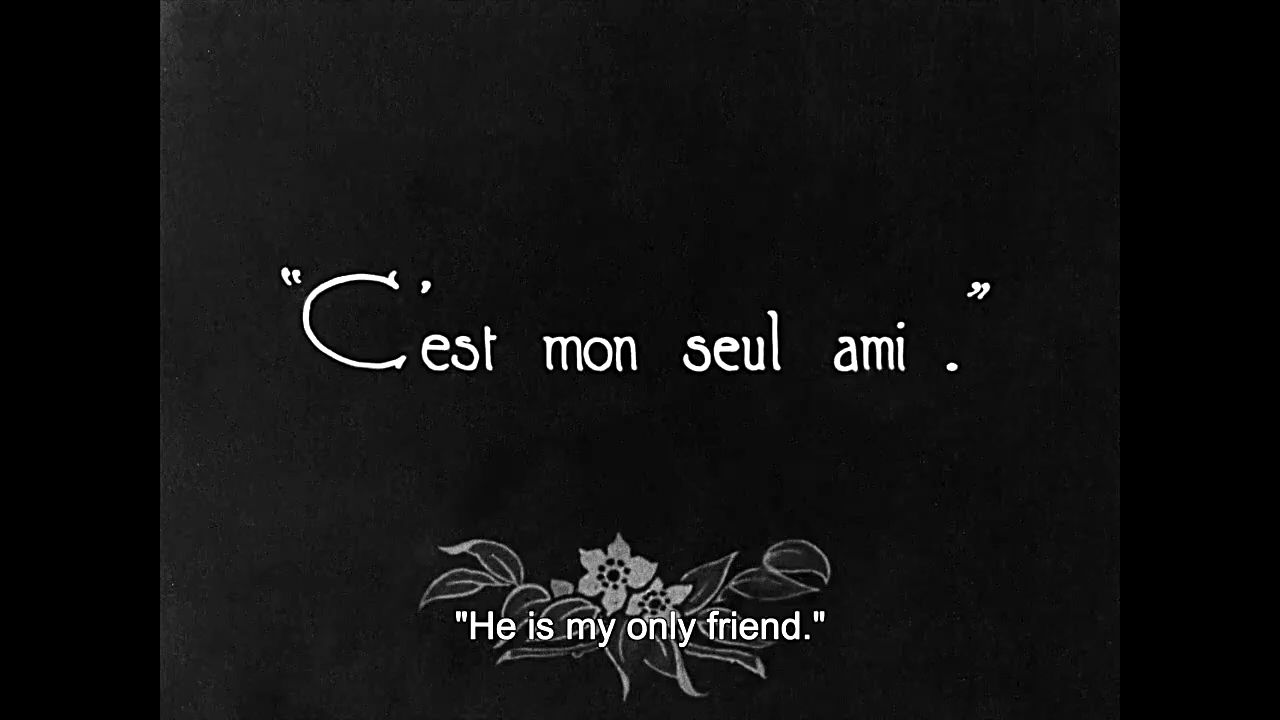 “C’est mon seul ami .”
"He is my only friend."